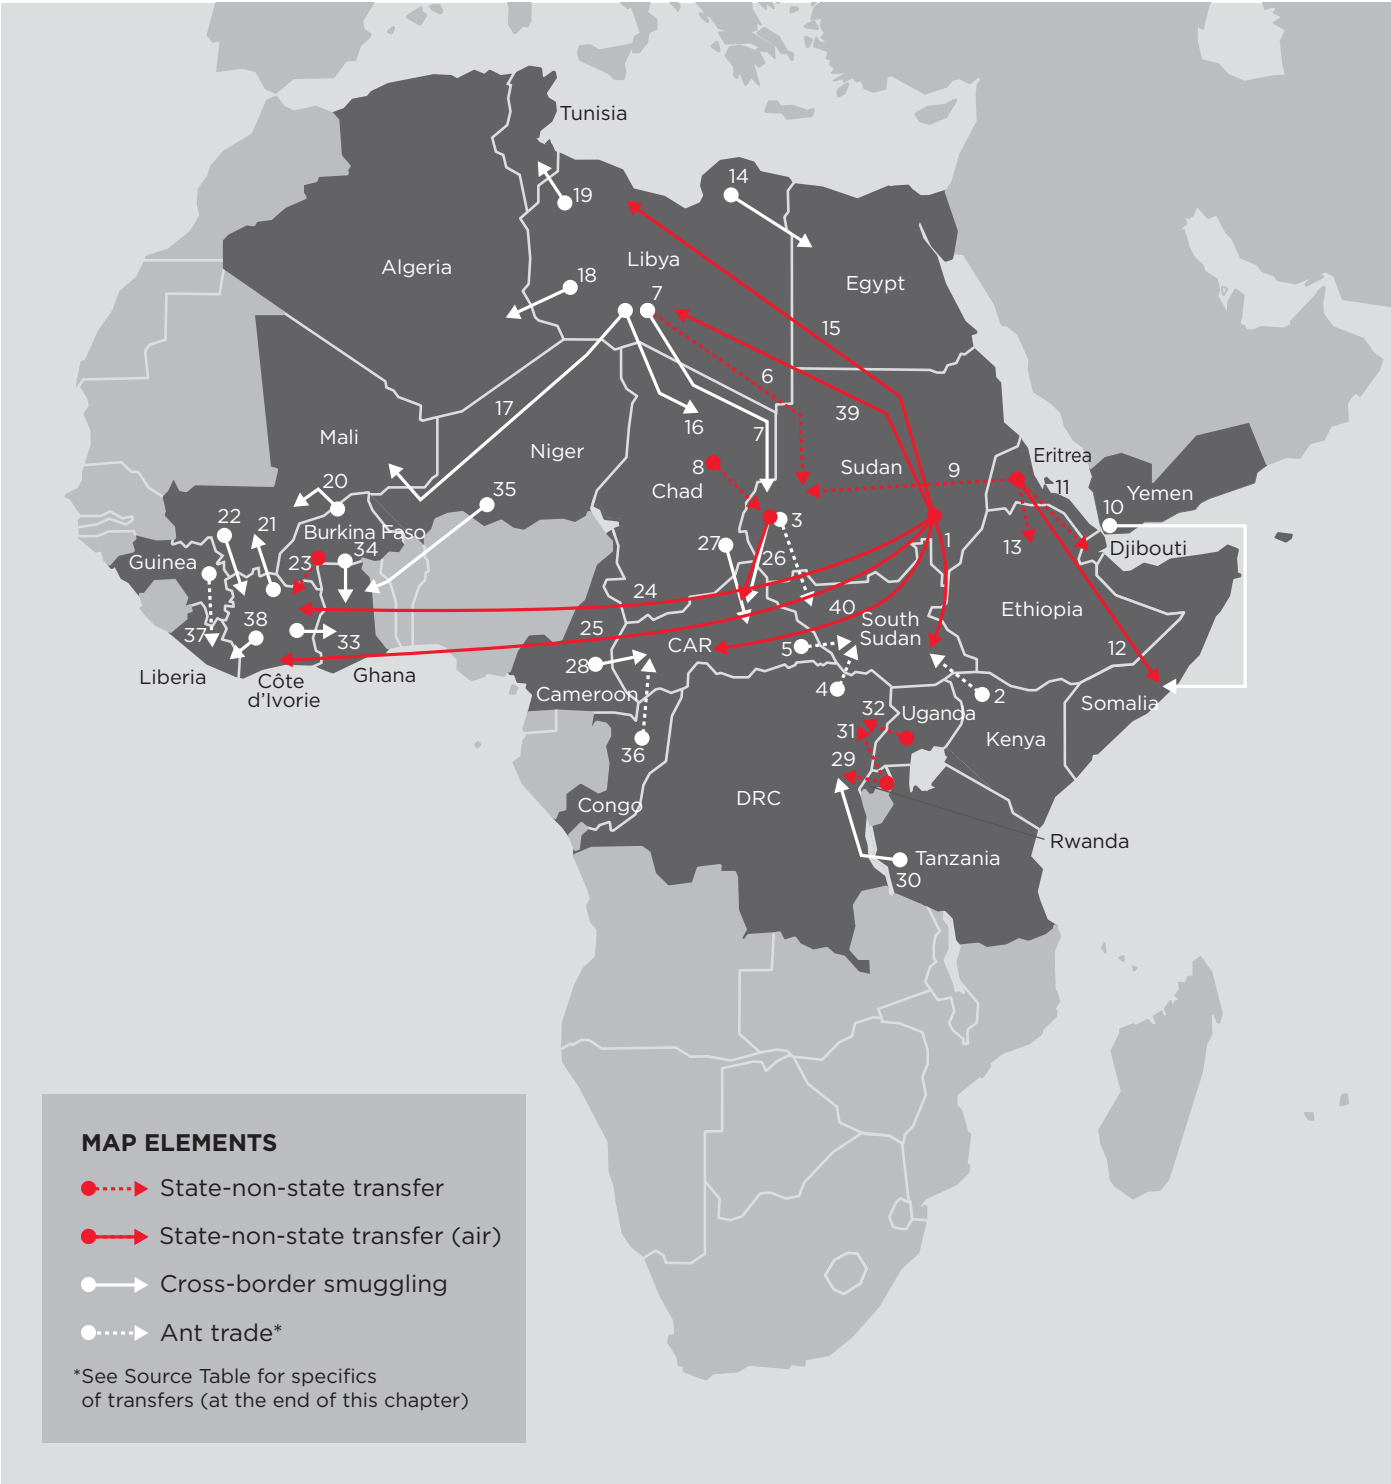 Tunisia
14
19
Libya
Algeria
18
Egypt
7
15
6
17
39
16
7
Mali
Niger
8
Sudan
9
Eritrea
Chad
11
20
35
10
Yemen
22
21
Burkina Faso
3
34
1
13
Djibouti
27
Guinea
23
26
24
40
Ethiopia
38
37
25
South
Sudan
33
CAR
5
12
Liberia
Côte
d’Ivorie
Ghana
28
Cameroon
4
2
Somalia
32
Uganda
31
36
Kenya
29
Congo
DRC
Rwanda
Tanzania
30
MAP ELEMENTS
State-non-state transfer
State-non-state transfer (air)
Cross-border smuggling
Ant trade*
*See Source Table for specifics
of transfers (at the end of this chapter)